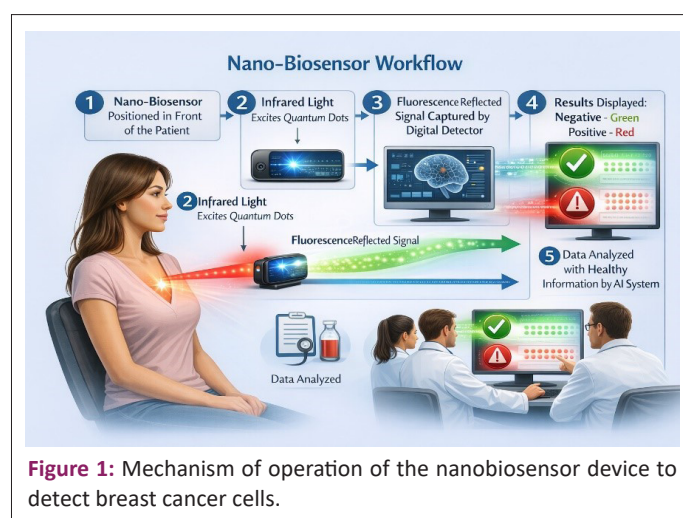 Nano-Biosensor Workflow
1 Nano-Biosensor
Positioned in Front
of the Patient
2 Infrared Light
Excites Quantum Dots
3 Fluorescence Reflected
Signal Captured by
Digital Detector
4 Results Displayed:
Negative - Green
Positive - Red
2 Infrared Light
Excites Quantum Dots
FluorescenceReflected Signal
5 Data Analyzed
with Healthy
Information by AI System
Data Analyzed
Figure 1: Mechanism of operation of the nanobiosensor device to
detect breast cancer cells.